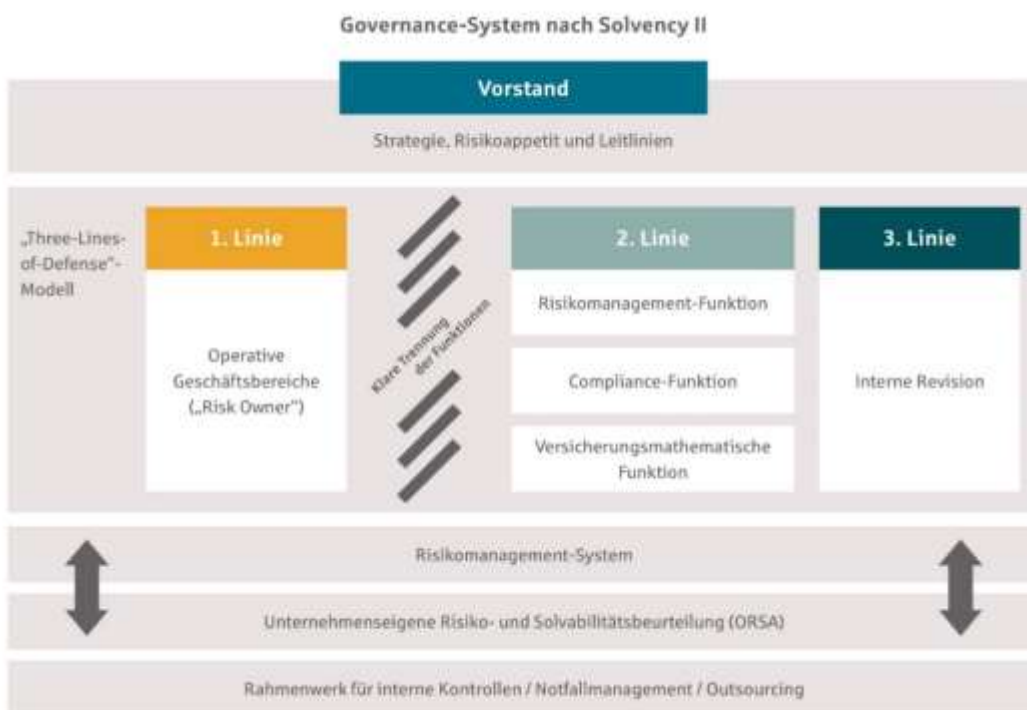 Governance-System nach Solvency II
Vorstand
Strategie, Risikoappetit und Leitlinien
„Three-Lines-
of-Defense“-
Modell
1. Linie
Operative
Geschäftsbereiche
(„Risk Owner“)
Klare Trennung
der Funktionen
2. Linie
Risikomanagement-Funktion
Compliance-Funktion
Versicherungsmathematische
Funktion
3. Linie
Interne Revision
Risikomanagement-System
Unternehmenseigene Risiko- und Solvabilitätsbeurteilung (ORSA)
Rahmenwerk für interne Kontrollen / Notfallmanagement / Outsourcing